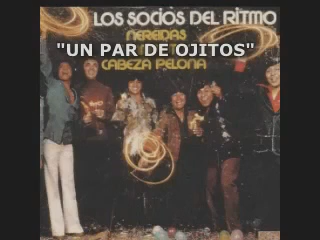 LOS SOCIOS DEL RITMO
NEREIDAS
"UN PAR DE OJITOS"
CABEZA PELONA